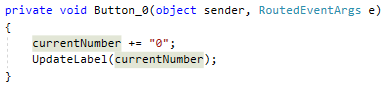 private void Button_0(object sender, RoutedEventArgs e)
{
    currentNumber += "0";
    UpdateLabel(currentNumber);
}